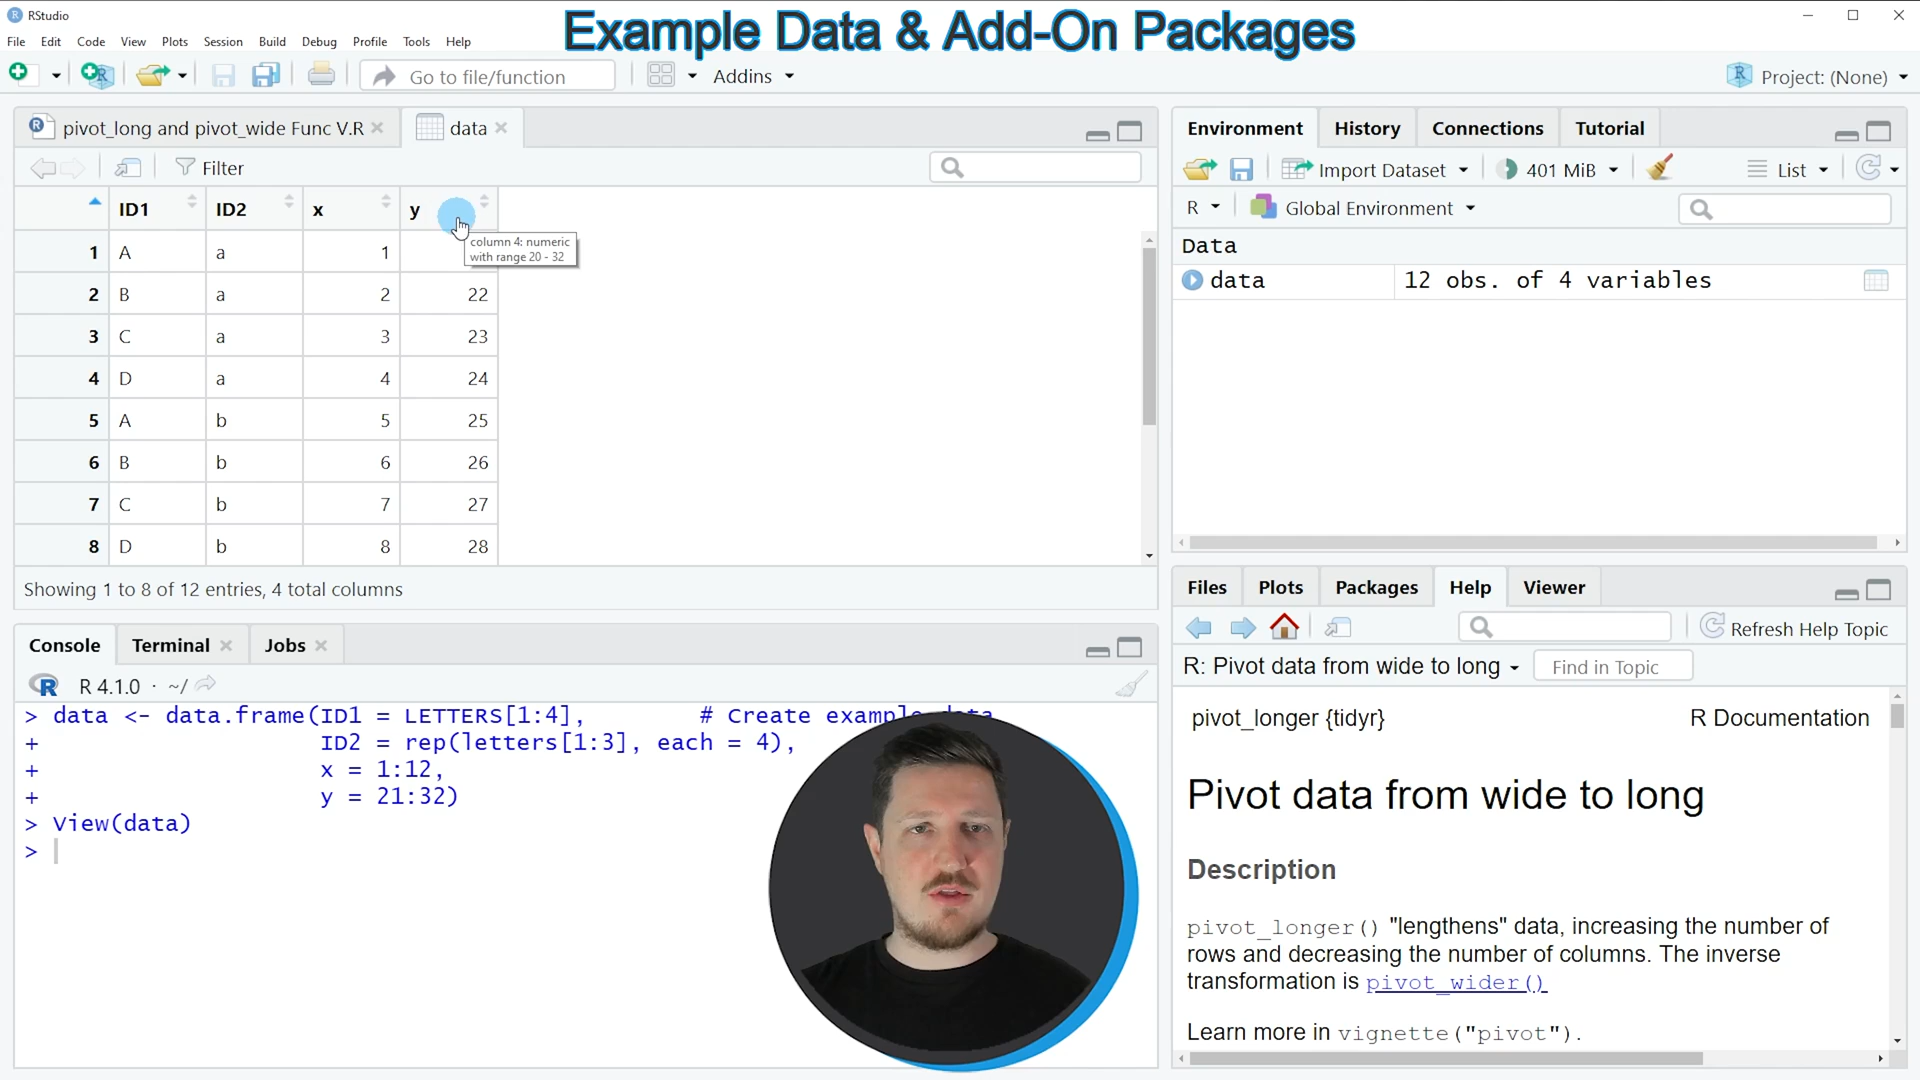 RStudio
Example Data & Add-On Packages
File Edit Code View Plots Session Build Debug Profile Tools Help
Go to file/function
Addins
Project: (None)
pivot_long and pivot_wide Func V.R
data
Filter
ID1 ID2 x y
column 4: numeric
with range 20 - 32
1 A a 1
2 B a 2 22
3 C a 3 23
4 D a 4 24
5 A b 5 25
6 B b 6 26
7 C b 7 27
8 D b 8 28
Showing 1 to 8 of 12 entries, 4 total columns
Console Terminal Jobs
R 4.1.0 · ~/
> data <- data.frame(ID1 = LETTERS[1:4], # Create example data
+ ID2 = rep(letters[1:3], each = 4),
+ x = 1:12,
+ y = 21:32)
> View(data)
>
Environment History Connections Tutorial
Import Dataset 401 MiB List
R Global Environment
Data
data 12 obs. of 4 variables
Files Plots Packages Help Viewer
Refresh Help Topic
R: Pivot data from wide to long Find in Topic
pivot_longer {tidyr} R Documentation
Pivot data from wide to long
Description
pivot_longer() "lengthens" data, increasing the number of
rows and decreasing the number of columns. The inverse
transformation is pivot_wider()
Learn more in vignette("pivot").